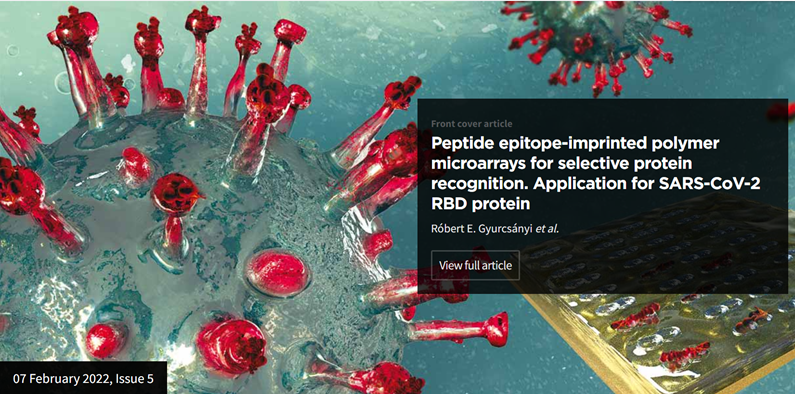 Front cover article
Peptide epitope-imprinted polymer
microarrays for selective protein
recognition. Application for SARS-CoV-2
RBD protein
Róbert E. Gyurcsányi et al.
View full article
07 February 2022, Issue 5